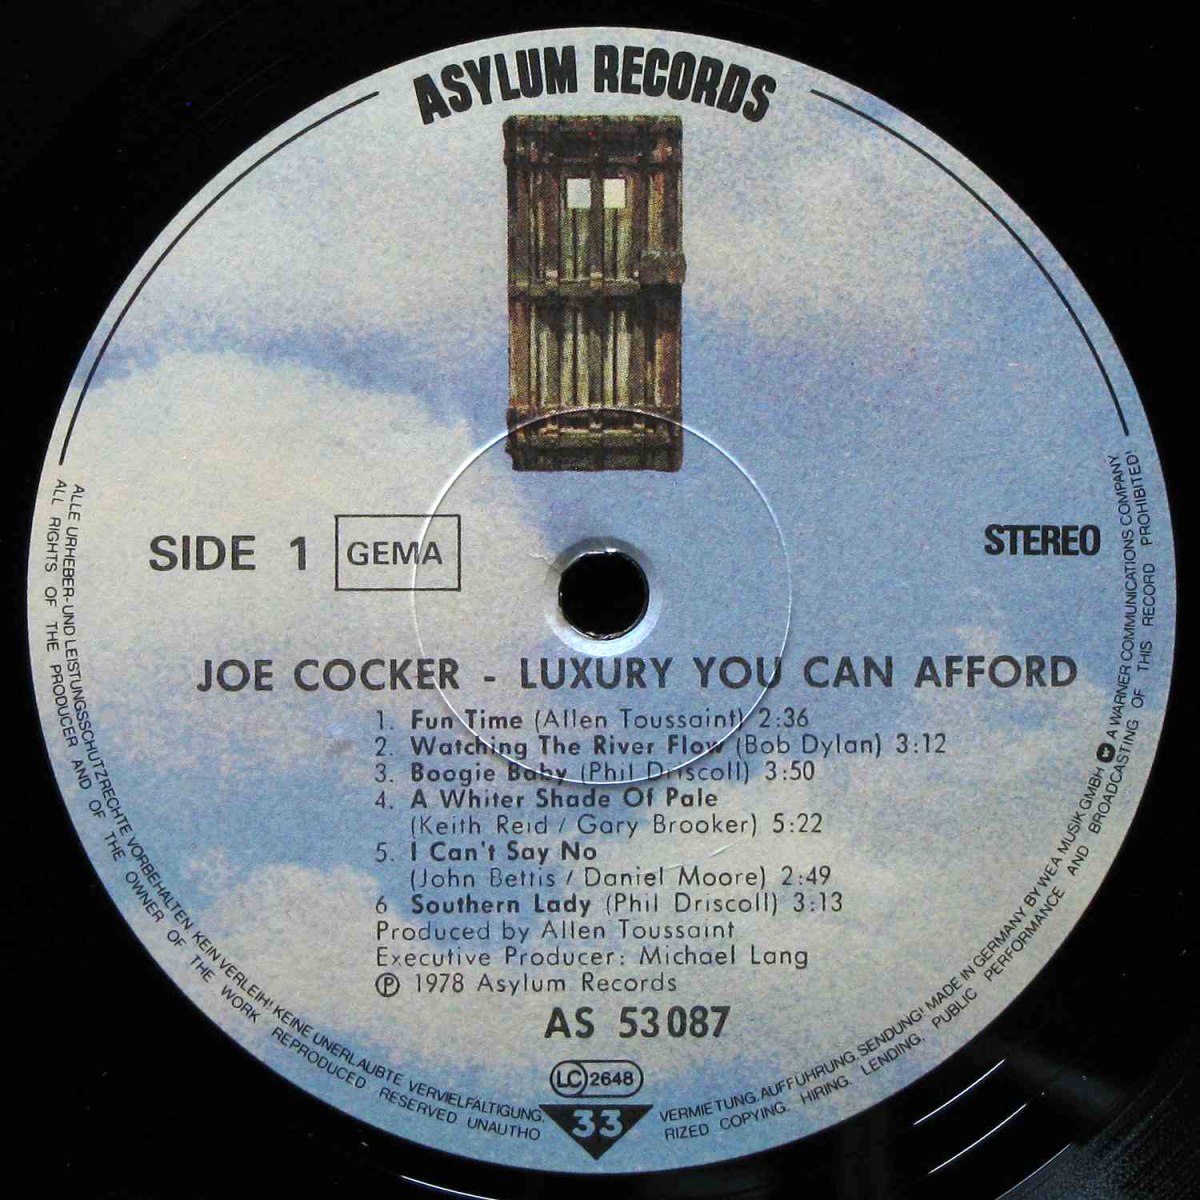 ASYLUM RECORDS
SIDE 1 GEMA
STEREO
JOE COCKER - LUXURY YOU CAN AFFORD
1. Fun Time (Allen Toussaint) 2:36
2. Watching The River Flow (Bob Dylan) 3:12
3. Boogie Baby (Phil Driscoll) 3:50
4. A Whiter Shade Of Pale
(Keith Reid / Gary Brooker) 5:22
5. I Can't Say No
(John Bettis / Daniel Moore) 2:49
6 Southern Lady (Phil Driscoll) 3:13
Produced by Allen Toussaint
Executive Producer: Michael Lang
Ⓟ 1978 Asylum Records
AS 53 087
LC 2648
33
ALLE URHEBER- UND LEISTUNGSSCHUTZRECHTE VORBEHALTEN KEIN VERLEIH! KEINE UNERLAUBTE VERVIELFÄLTIGUNG, VERMIETUNG, AUFFÜHRUNG, SENDUNG! MADE IN GERMANY BY WEA MUSIK GMBH A WARNER COMMUNICATIONS COMPANY
ALL RIGHTS OF THE PRODUCER AND OF THE OWNER OF THE WORK REPRODUCED RESERVED UNAUTHORIZED COPYING, HIRING, LENDING, PUBLIC PERFORMANCE AND BROADCASTING OF THIS RECORD PROHIBITED'